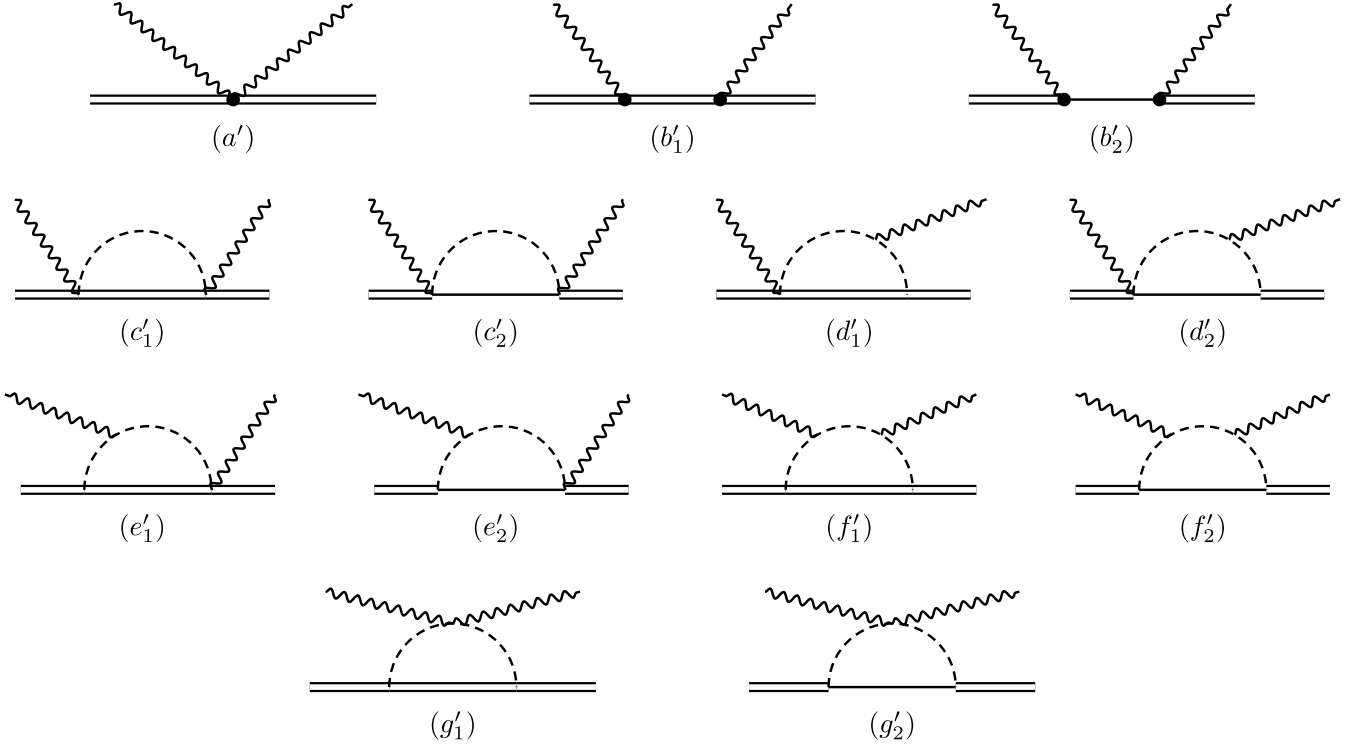 (a′) (b′₁) (b′₂)
(c′₁) (c′₂) (d′₁) (d′₂)
(e′₁) (e′₂) (f′₁) (f′₂)
(g′₁) (g′₂)